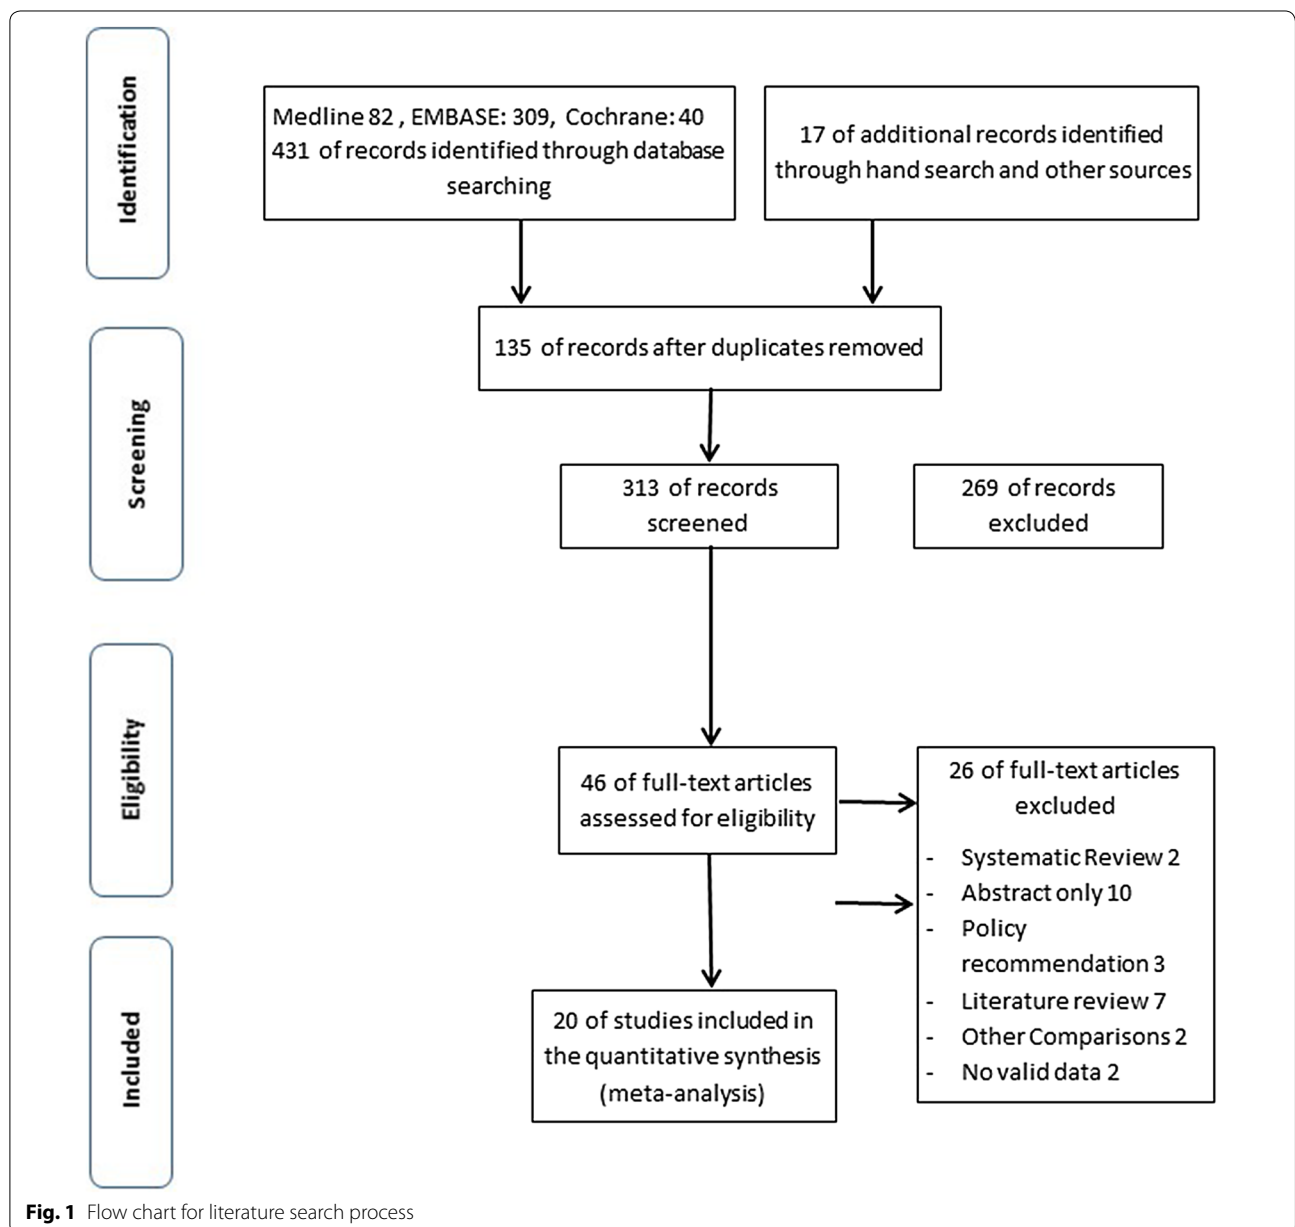 Identification
Medline 82 , EMBASE: 309, Cochrane: 40
431 of records identified through database
searching
17 of additional records identified
through hand search and other sources
135 of records after duplicates removed
Screening
313 of records
screened
269 of records
excluded
Eligibility
46 of full-text articles
assessed for eligibility
26 of full-text articles
excluded
- Systematic Review 2
- Abstract only 10
- Policy
recommendation 3
- Literature review 7
- Other Comparisons 2
- No valid data 2
Included
20 of studies included in
the quantitative synthesis
(meta-analysis)
Fig. 1 Flow chart for literature search process